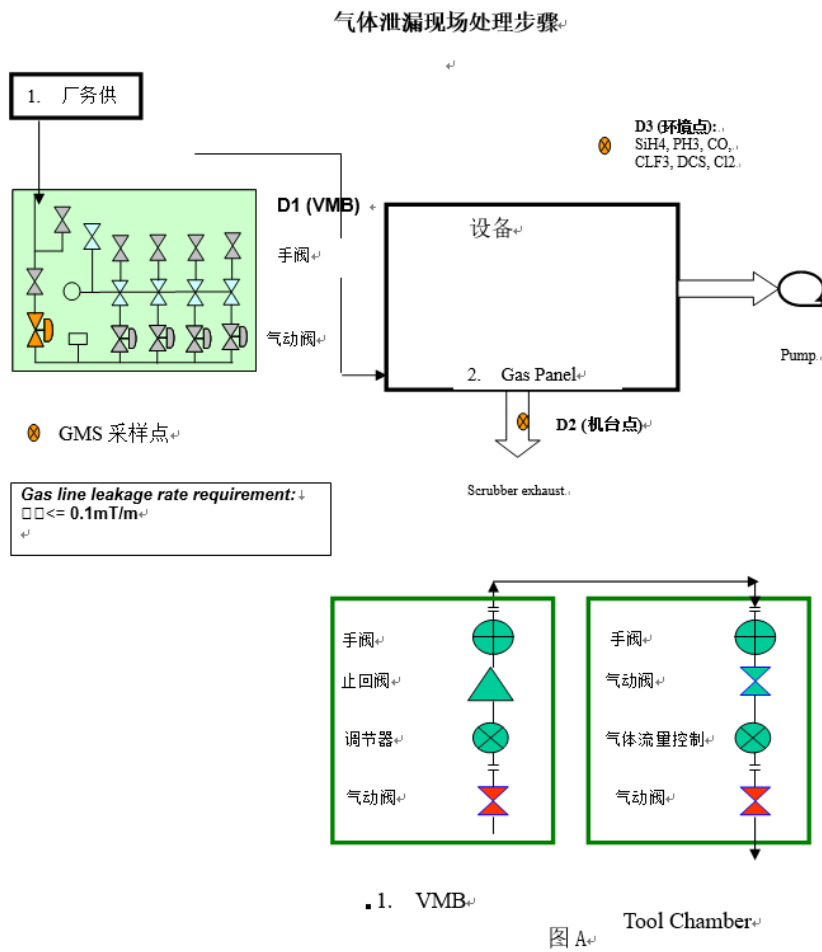 气体泄漏现场处理步骤
1. 厂务供
D3 (环境点):
SiH4, PH3, CO,
CLF3, DCS, Cl2
D1 (VMB)
设备
手阀
气动阀
Pump
2. Gas Panel
GMS 采样点
D2 (机台点)
Scrubber exhaust
Gas line leakage rate requirement:
□□<= 0.1mT/m
手阀
止回阀
调节器
气动阀
手阀
气动阀
气体流量控制
气动阀
1. VMB
Tool Chamber
图 A